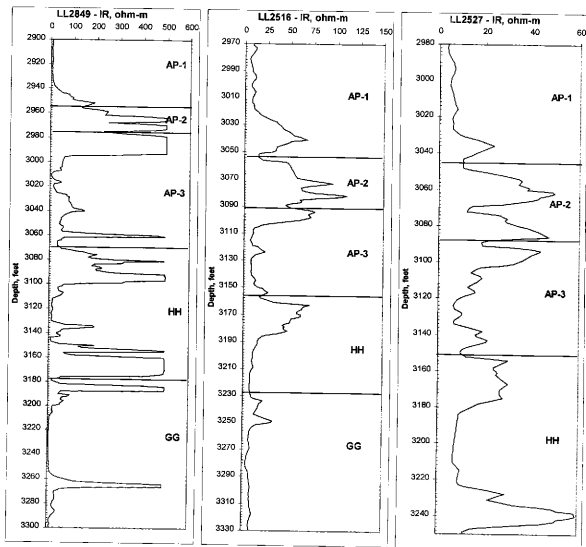 LL2849 - IR, ohm-m
0 100 200 300 400 500 600
2900
2920
2940
2960
2980
3000
3020
3040
3060
3080
3100
3120
3140
3160
3180
3200
3220
3240
3260
3280
3300
Depth, feet
AP-1
AP-2
AP-3
HH
GG
LL2516 - IR, ohm-m
0 25 50 75 100 125 150
2970
2990
3010
3030
3050
3070
3090
3110
3130
3150
3170
3190
3210
3230
3250
3270
3290
3310
3330
Depth, feet
AP-1
AP-2
AP-3
HH
GG
LL2527 - IR, ohm-m
0 20 40 60
2980
3000
3020
3040
3060
3080
3100
3120
3140
3160
3180
3200
3220
3240
Depth, feet
AP-1
AP-2
AP-3
HH